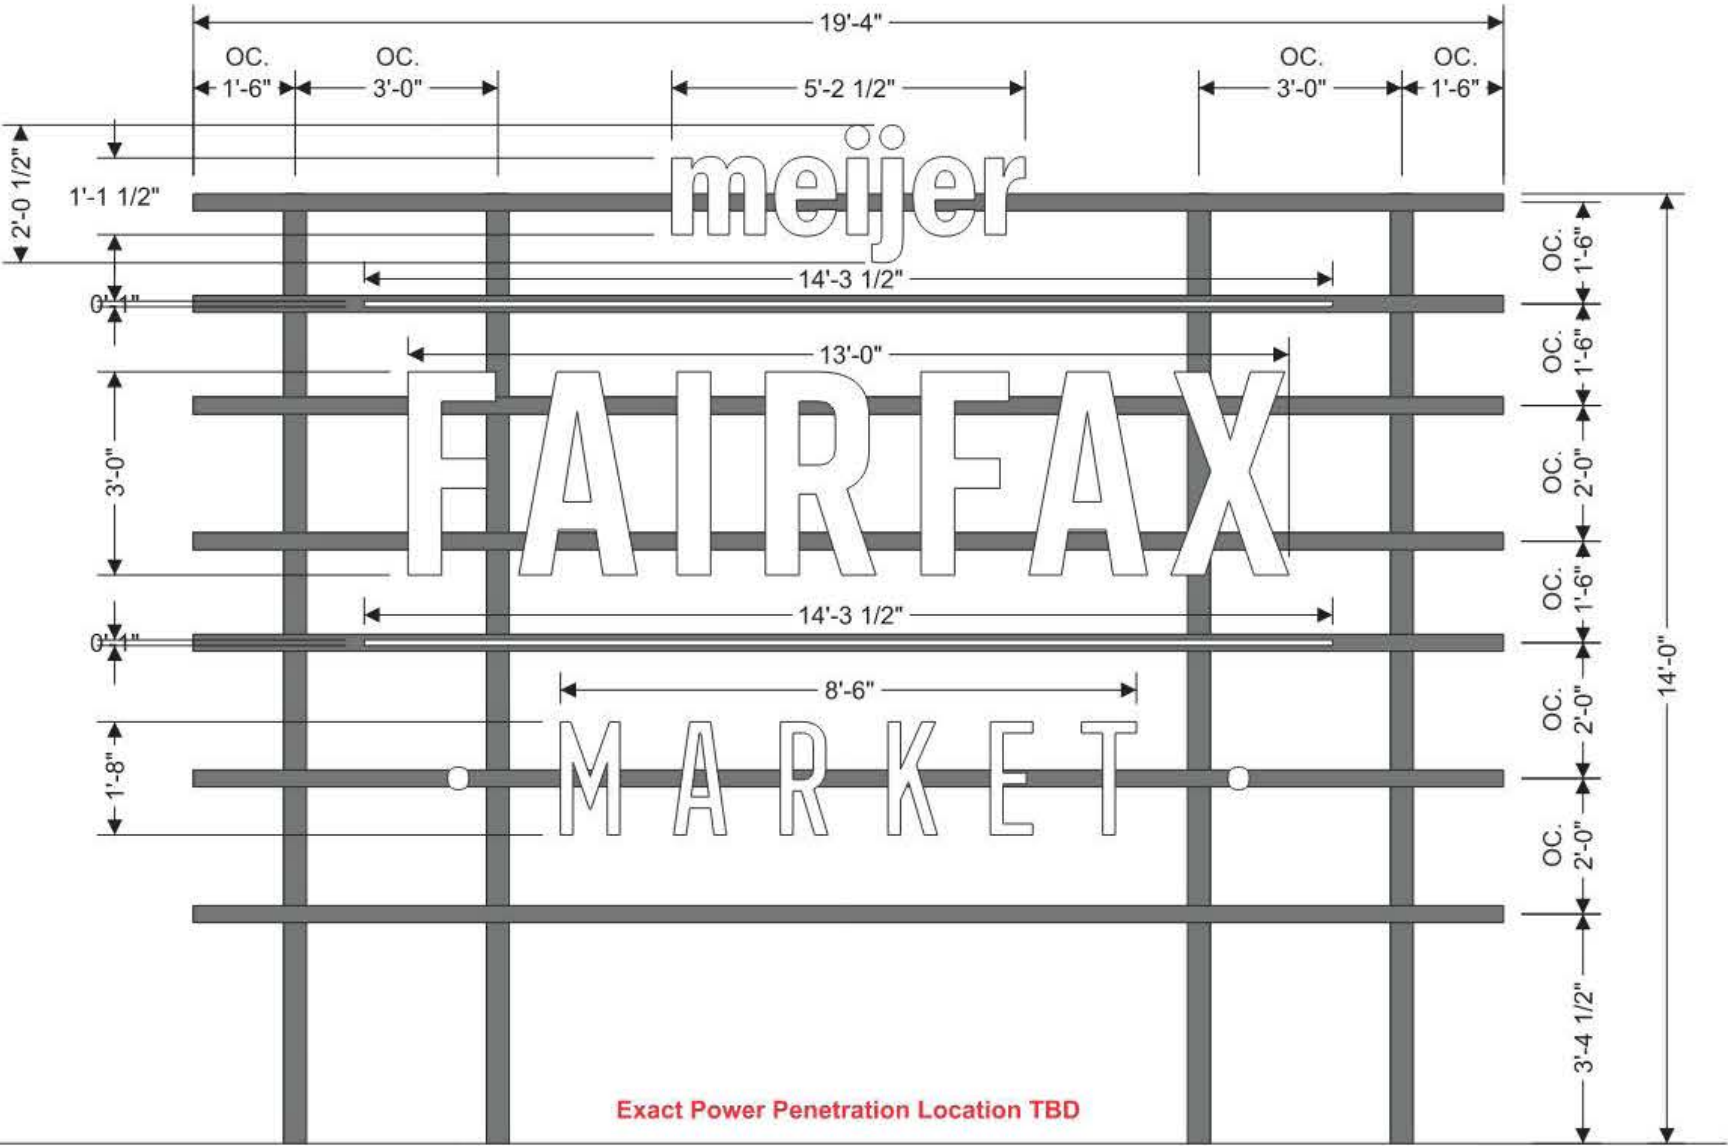 19'-4"
OC. OC. OC. OC.
1'-6" 3'-0" 5'-2 1/2" 3'-0" 1'-6"
meijer
2'-0 1/2"
1'-1 1/2"
OC. 1'-6"
14'-3 1/2"
0'-1"
OC. 1'-6"
13'-0"
FAIRFAX
3'-0"
OC. 2'-0"
OC. 1'-6"
14'-3 1/2"
0'-1"
14'-0"
8'-6"
OC. 2'-0"
• MARKET •
1'-8"
OC. 2'-0"
3'-4 1/2"
Exact Power Penetration Location TBD